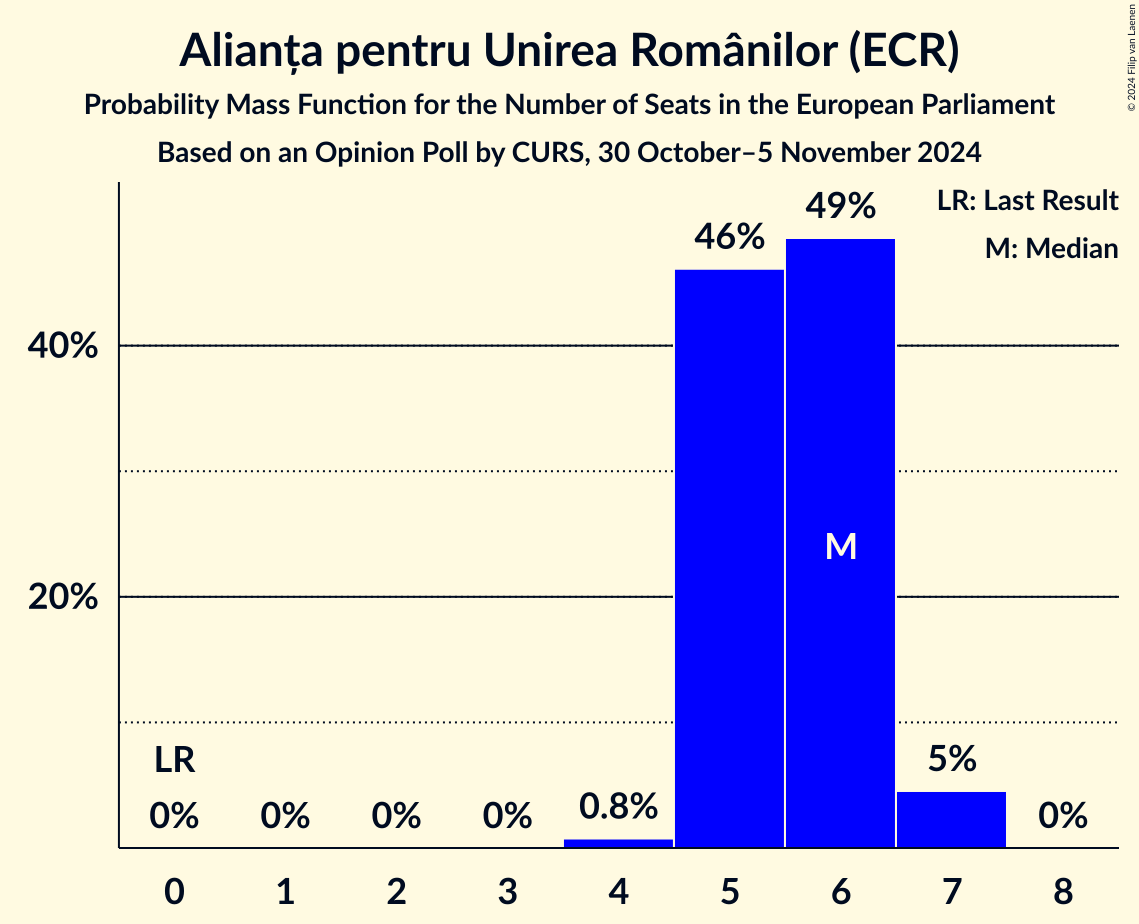 Alianța pentru Unirea Românilor (ECR)
Probability Mass Function for the Number of Seats in the European Parliament
Based on an Opinion Poll by CURS, 30 October–5 November 2024
© 2024 Filip van Laenen
LR: Last Result
M: Median
49%
46%
40%
M
20%
LR
5%
0.8%
0% 0% 0% 0% 0%
0 1 2 3 4 5 6 7 8